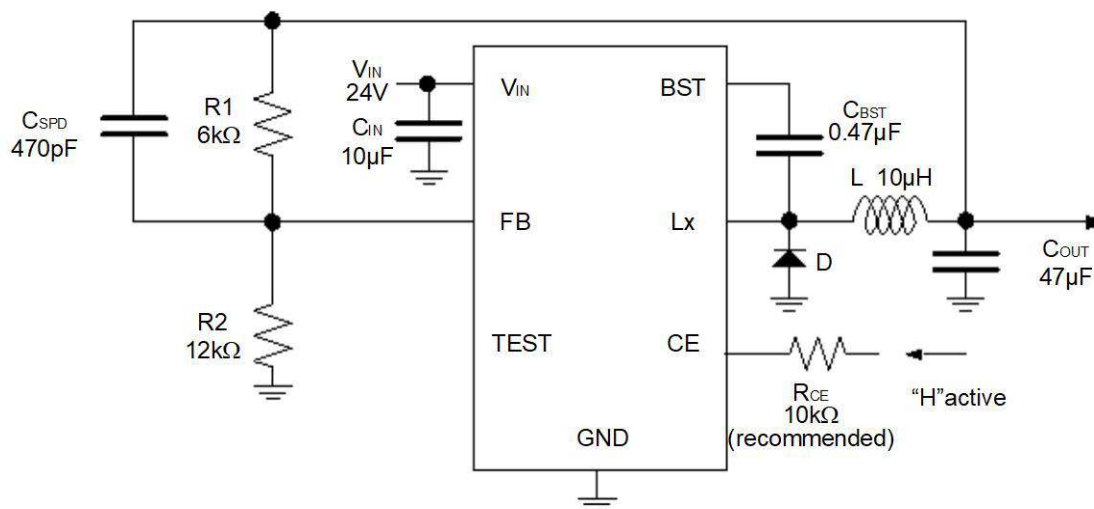 VIN
24V
VIN
BST
R1
6kΩ
CSPD
470pF
CIN
10µF
CBST
0.47µF
L 10µH
FB
Lx
D
COUT
47µF
R2
12kΩ
TEST
CE
RCE
10kΩ
(recommended)
"H"active
GND